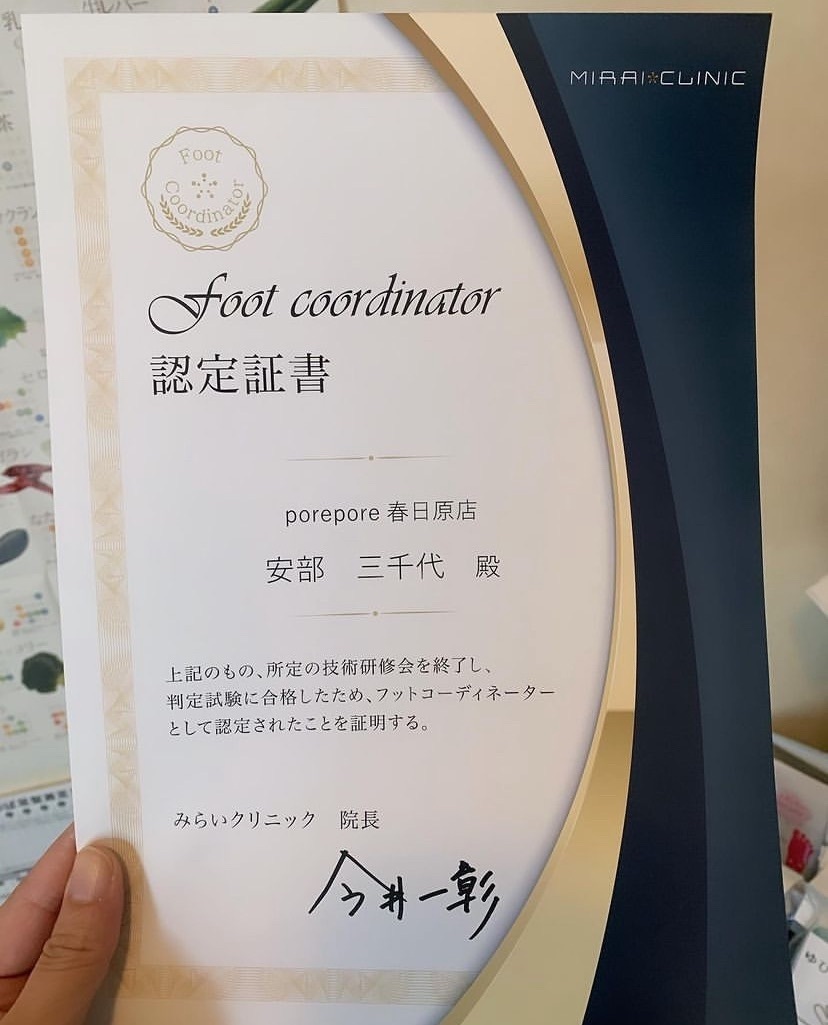 MIRAI*CLINIC
Foot
Coordinator
Foot coordinator
認定証書
porepore 春日原店
安部　三千代　殿
上記のもの、所定の技術研修会を終了し、
判定試験に合格したため、フットコーディネーター
として認定されたことを証明する。
みらいクリニック　院長
今井一彰